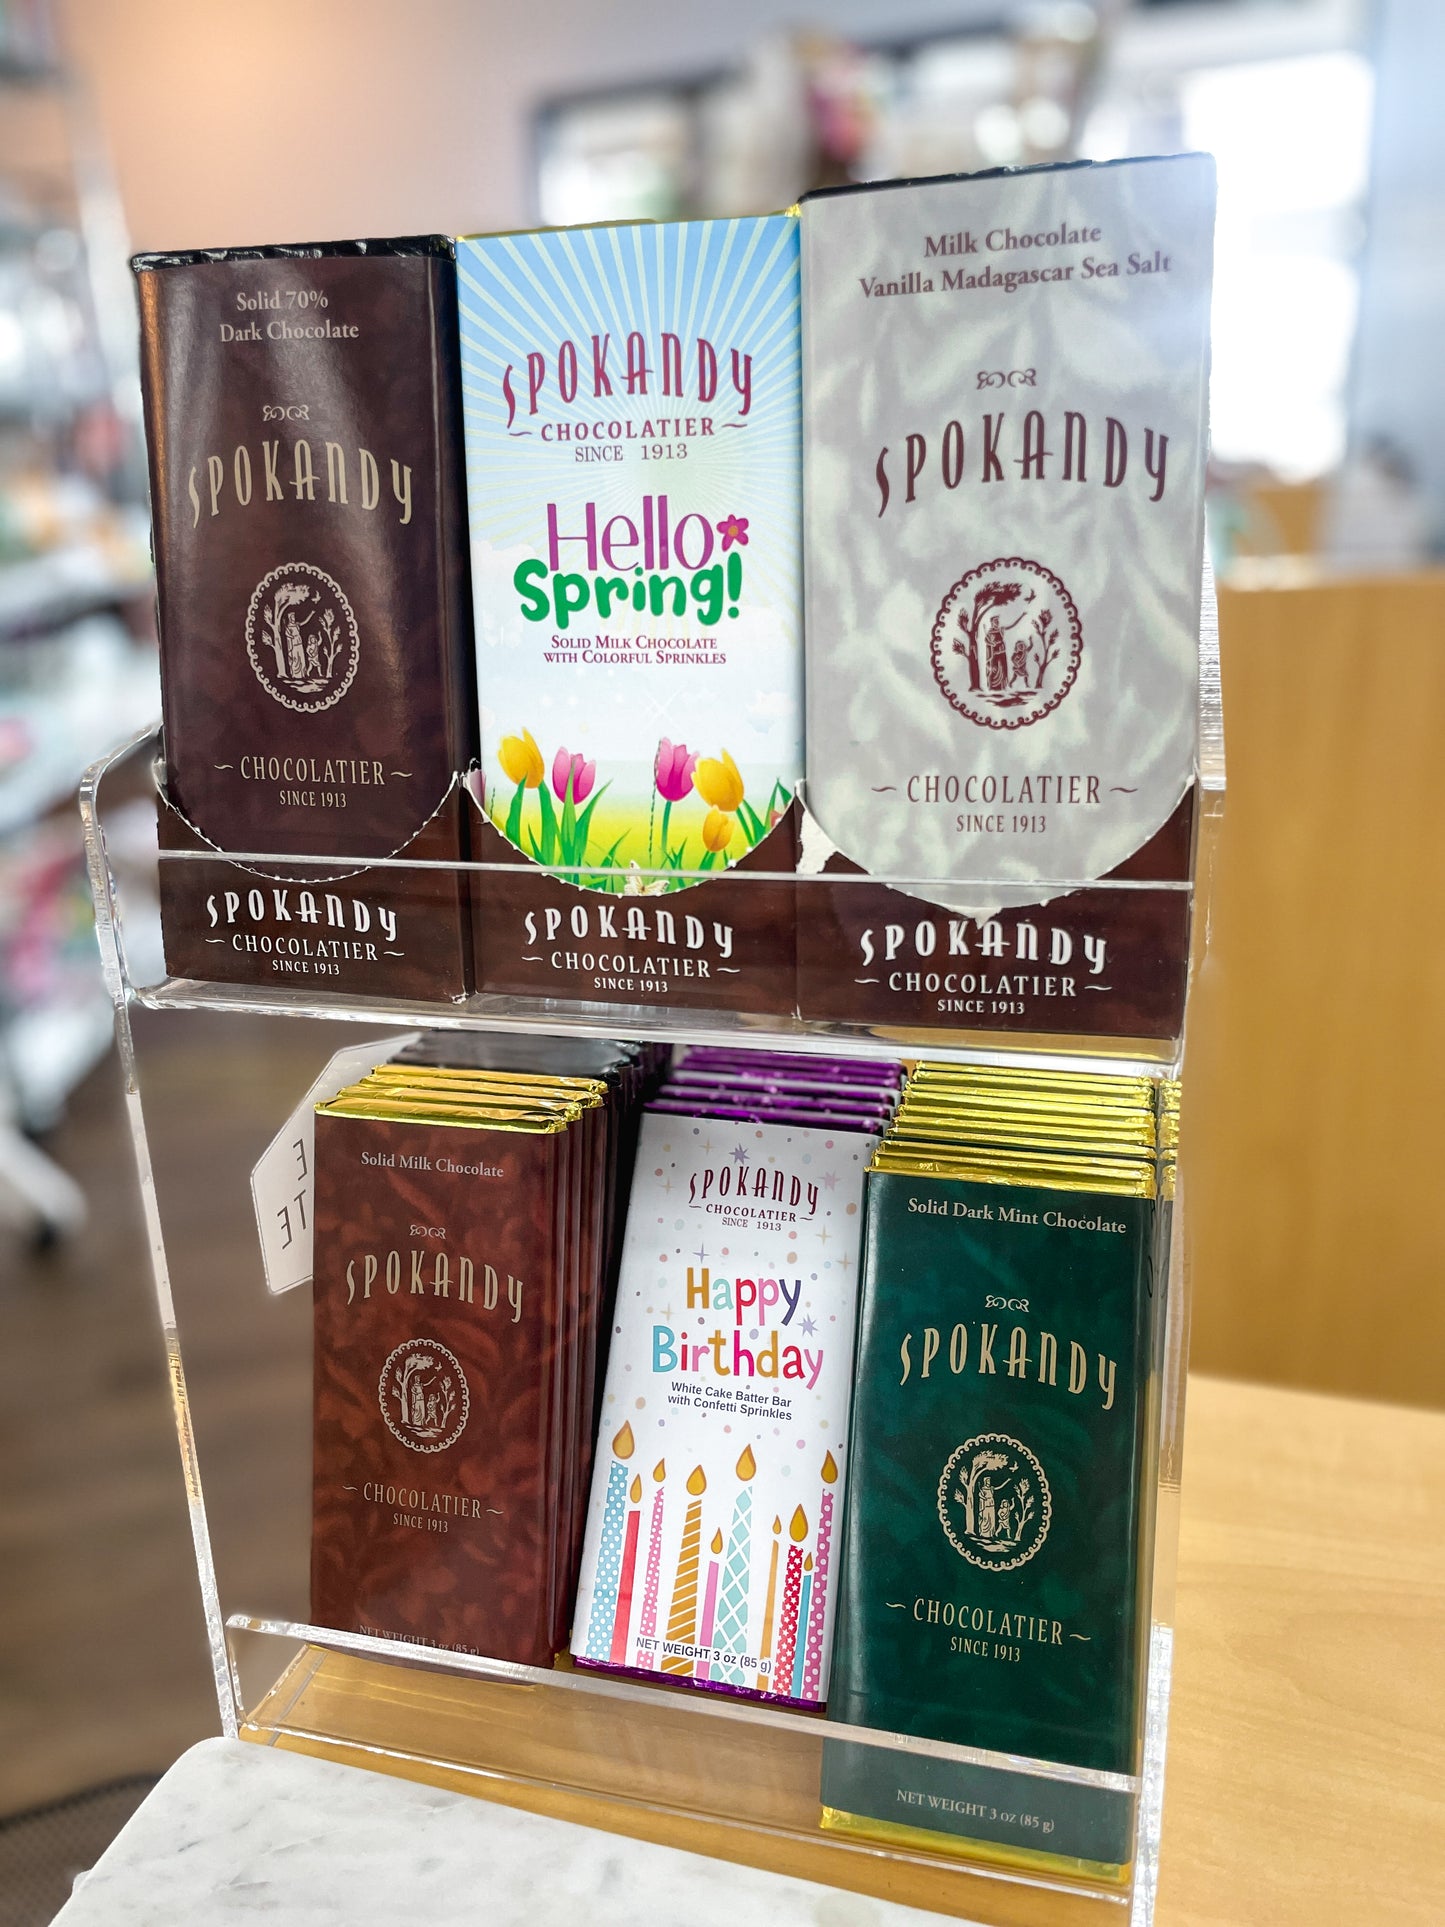 Solid 70%
Dark Chocolate
SPOKANDY
CHOCOLATIER
SINCE 1913
SPOKANDY
CHOCOLATIER
SINCE 1913
SPOKANDY
CHOCOLATIER
SINCE 1913
Hello
Spring!
SOLID MILK CHOCOLATE
WITH COLORFUL SPRINKLES
SPOKANDY
CHOCOLATIER
SINCE 1913
Milk Chocolate
Vanilla Madagascar Sea Salt
SPOKANDY
CHOCOLATIER
SINCE 1913
SPOKANDY
CHOCOLATIER
SINCE 1913
Solid Milk Chocolate
SPOKANDY
CHOCOLATIER
SINCE 1913
NET WEIGHT 3 oz (85 g)
SPOKANDY
CHOCOLATIER
SINCE 1913
Happy
Birthday
White Cake Batter Bar
with Confetti Sprinkles
NET WEIGHT 3 oz (85 g)
Solid Dark Mint Chocolate
SPOKANDY
CHOCOLATIER
SINCE 1913
NET WEIGHT 3 oz (85 g)